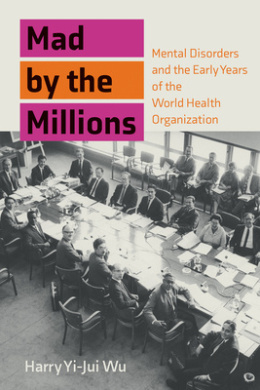 Mad
by the
Millions
Mental Disorders
and the Early Years
of the
World Health
Organization
Harry Yi-Jui Wu